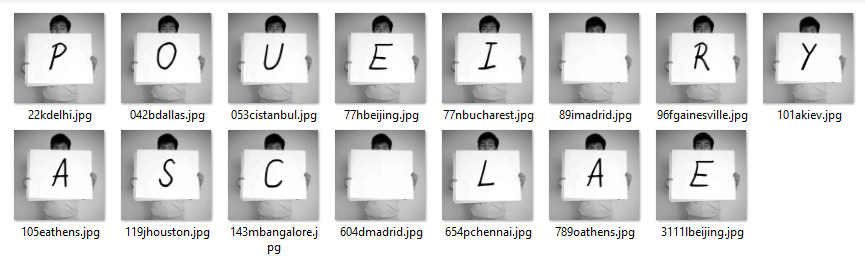 P O U E I R Y
22kdelhi.jpg 042bdallas.jpg 053cistanbul.jpg 77hbeijing.jpg 77nbucharest.jpg 89imadrid.jpg 96fgainesville.jpg 101akiev.jpg
A S C L A E
105eathens.jpg 119jhouston.jpg 143mbangalore.j
pg 604dmadrid.jpg 654pchennai.jpg 789oathens.jpg 3111lbeijing.jpg